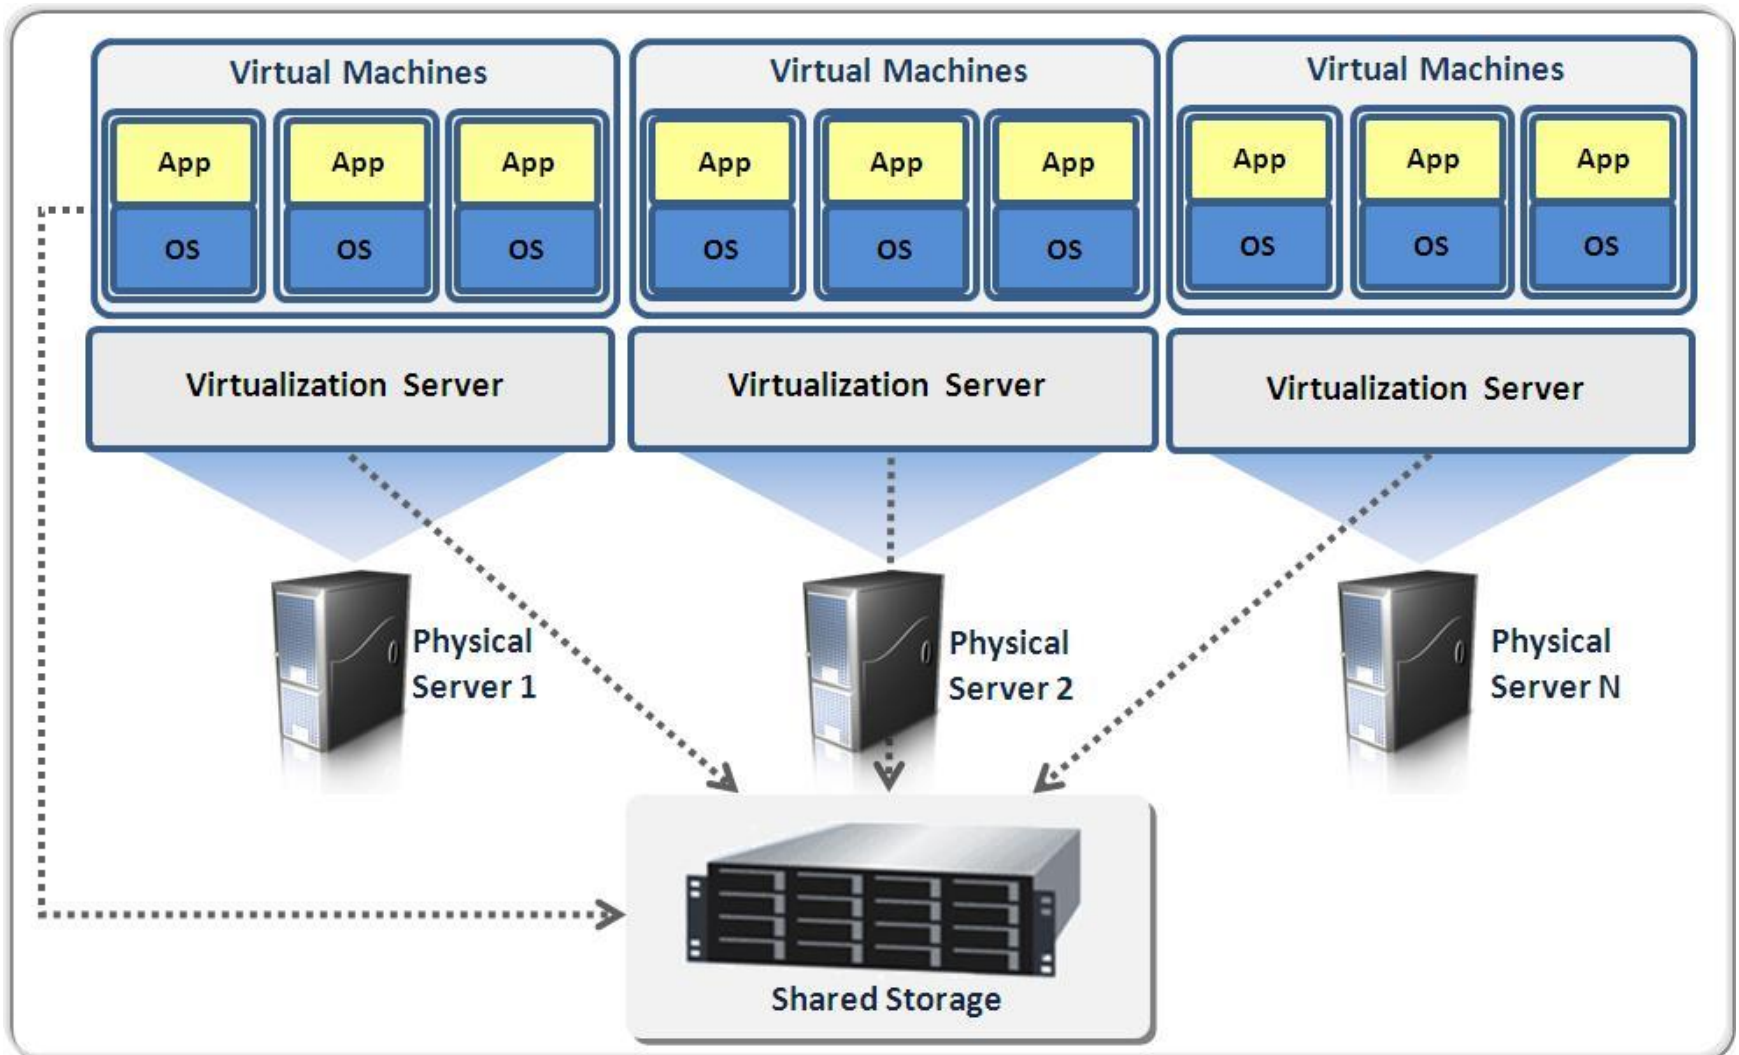 Virtual Machines
Virtual Machines
Virtual Machines
App App App App App App App App App
OS OS OS OS OS OS OS OS OS
Virtualization Server
Virtualization Server
Virtualization Server
Physical
Server 1
Physical
Server 2
Physical
Server N
Shared Storage